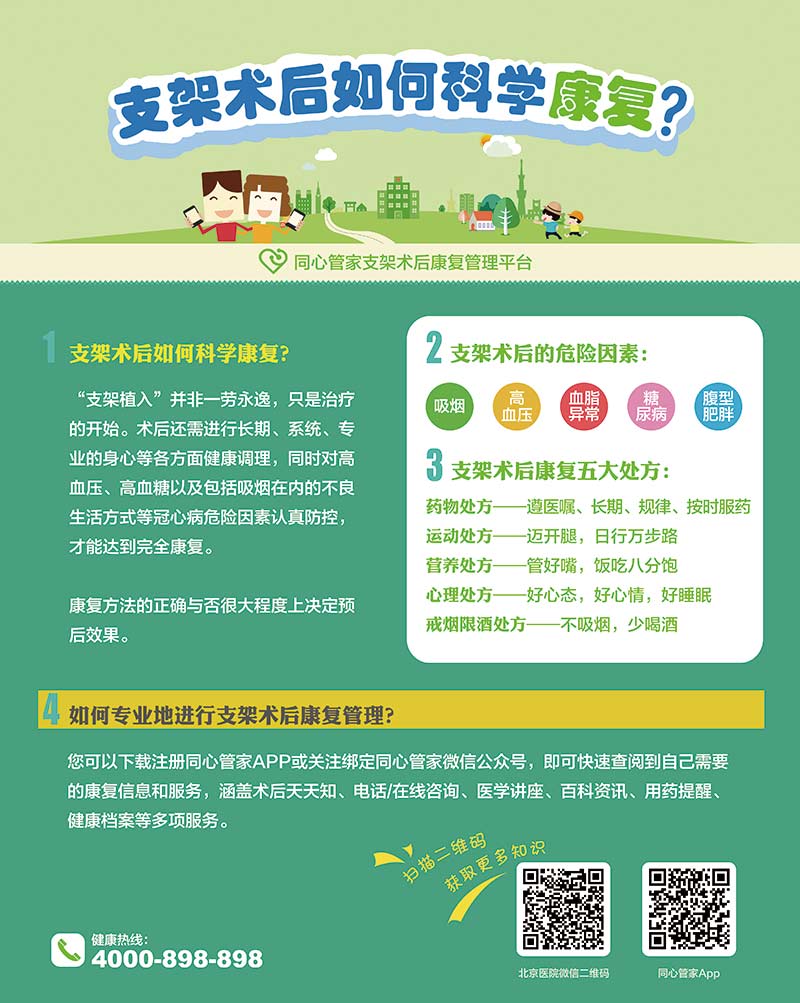 支架术后如何科学康复?
同心管家支架术后康复管理平台
1 支架术后如何科学康复?
“支架植入”并非一劳永逸，只是治疗
的开始。术后还需进行长期、系统、专
业的身心等各方面健康调理，同时对高
血压、高血糖以及包括吸烟在内的不良
生活方式等冠心病危险因素认真防控，
才能达到完全康复。
康复方法的正确与否很大程度上决定预
后效果。
2 支架术后的危险因素：
吸烟
高
血压
血脂
异常
糖
尿病
腹型
肥胖
3 支架术后康复五大处方：
药物处方——遵医嘱、长期、规律、按时服药
运动处方——迈开腿，日行万步路
营养处方——管好嘴，饭吃八分饱
心理处方——好心态，好心情，好睡眠
戒烟限酒处方——不吸烟，少喝酒
4 如何专业地进行支架术后康复管理?
您可以下载注册同心管家APP或关注绑定同心管家微信公众号，即可快速查阅到自己需要
的康复信息和服务，涵盖术后天天知、电话/在线咨询、医学讲座、百科资讯、用药提醒、
健康档案等多项服务。
扫描二维码
获取更多知识
健康热线：
4000-898-898
北京医院微信二维码
同心管家App